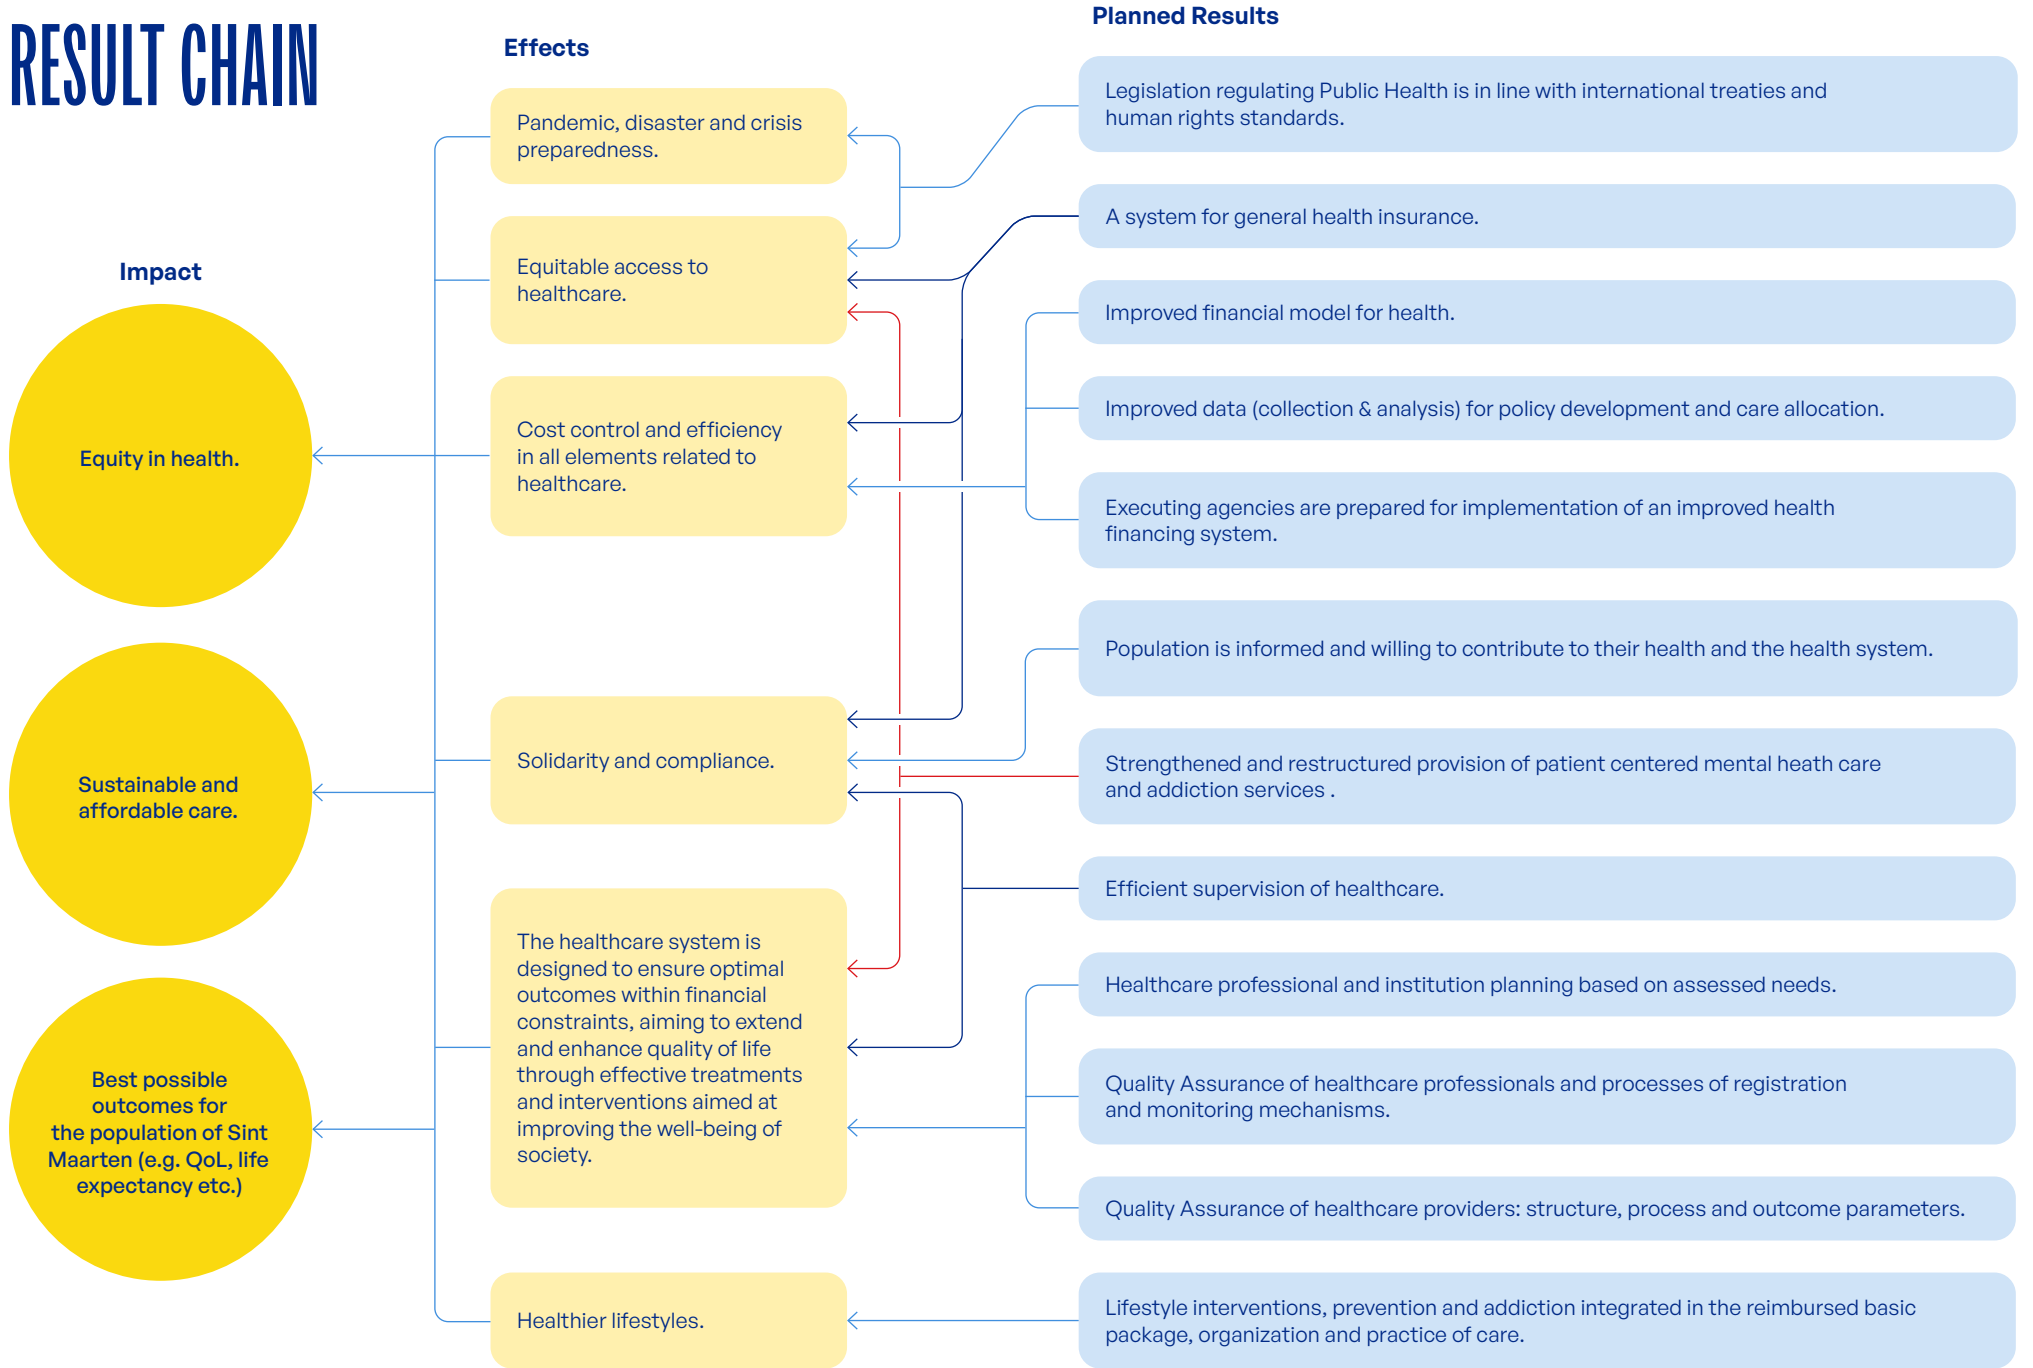 RESULT CHAIN
Impact
Equity in health.
Sustainable and
affordable care.
Best possible
outcomes for
the population of Sint
Maarten (e.g. QoL, life
expectancy etc.)
Effects
Pandemic, disaster and crisis
preparedness.
Equitable access to
healthcare.
Cost control and efficiency
in all elements related to
healthcare.
Solidarity and compliance.
The healthcare system is
designed to ensure optimal
outcomes within financial
constraints, aiming to extend
and enhance quality of life
through effective treatments
and interventions aimed at
improving the well-being of
society.
Healthier lifestyles.
Planned Results
Legislation regulating Public Health is in line with international treaties and
human rights standards.
A system for general health insurance.
Improved financial model for health.
Improved data (collection & analysis) for policy development and care allocation.
Executing agencies are prepared for implementation of an improved health
financing system.
Population is informed and willing to contribute to their health and the health system.
Strengthened and restructured provision of patient centered mental heath care
and addiction services .
Efficient supervision of healthcare.
Healthcare professional and institution planning based on assessed needs.
Quality Assurance of healthcare professionals and processes of registration
and monitoring mechanisms.
Quality Assurance of healthcare providers: structure, process and outcome parameters.
Lifestyle interventions, prevention and addiction integrated in the reimbursed basic
package, organization and practice of care.